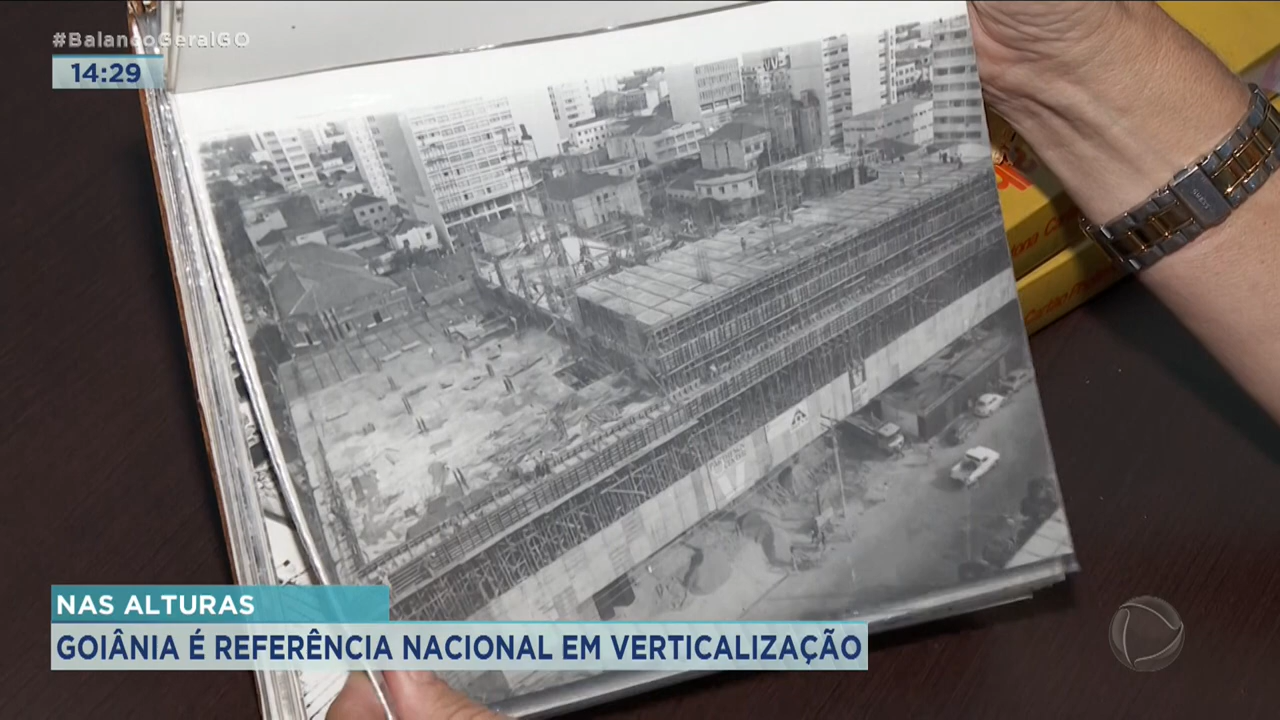 #BalancoGeralGO
14:29
NAS ALTURAS
GOIÂNIA É REFERÊNCIA NACIONAL EM VERTICALIZAÇÃO